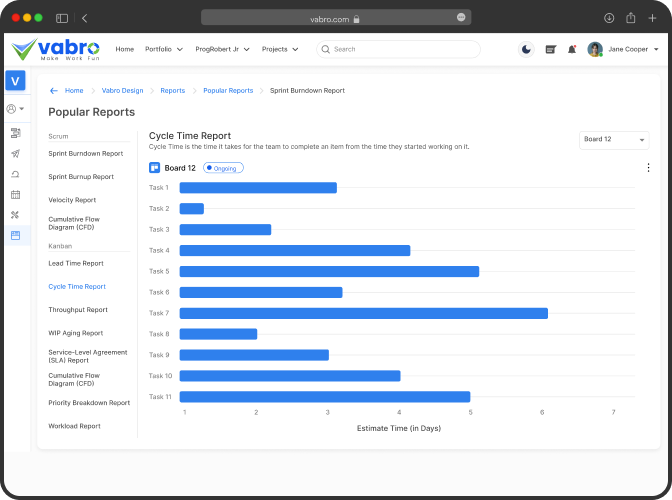 vabro.com
vabro
Make Work Fun
Home
Portfolio
ProgRobert Jr
Projects
Search
Jane Cooper
V
Home
Vabro Design
Reports
Popular Reports
Sprint Burndown Report
Popular Reports
Scrum
Sprint Burndown Report
Sprint Burnup Report
Velocity Report
Cumulative Flow
Diagram (CFD)
Kanban
Lead Time Report
Cycle Time Report
Throughput Report
WIP Aging Report
Service-Level Agreement
(SLA) Report
Cumulative Flow
Diagram (CFD)
Priority Breakdown Report
Workload Report
Cycle Time Report
Cycle Time is the time it takes for the team to complete an item from the time they started working on it.
Board 12
Board 12
Ongoing
Task 1
Task 2
Task 3
Task 4
Task 5
Task 6
Task 7
Task 8
Task 9
Task 10
Task 11
1 2 3 4 5 6 7
Estimate Time (in Days)